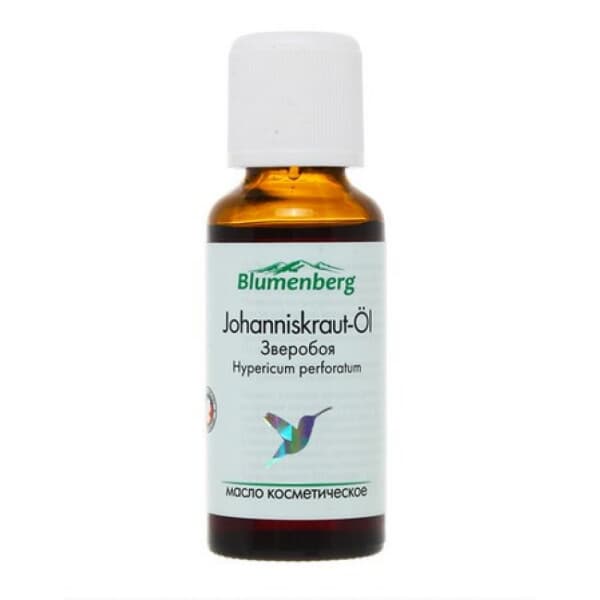 Blumenberg
Johanniskraut-Öl
Зверобоя
Hypericum perforatum
масло косметическое